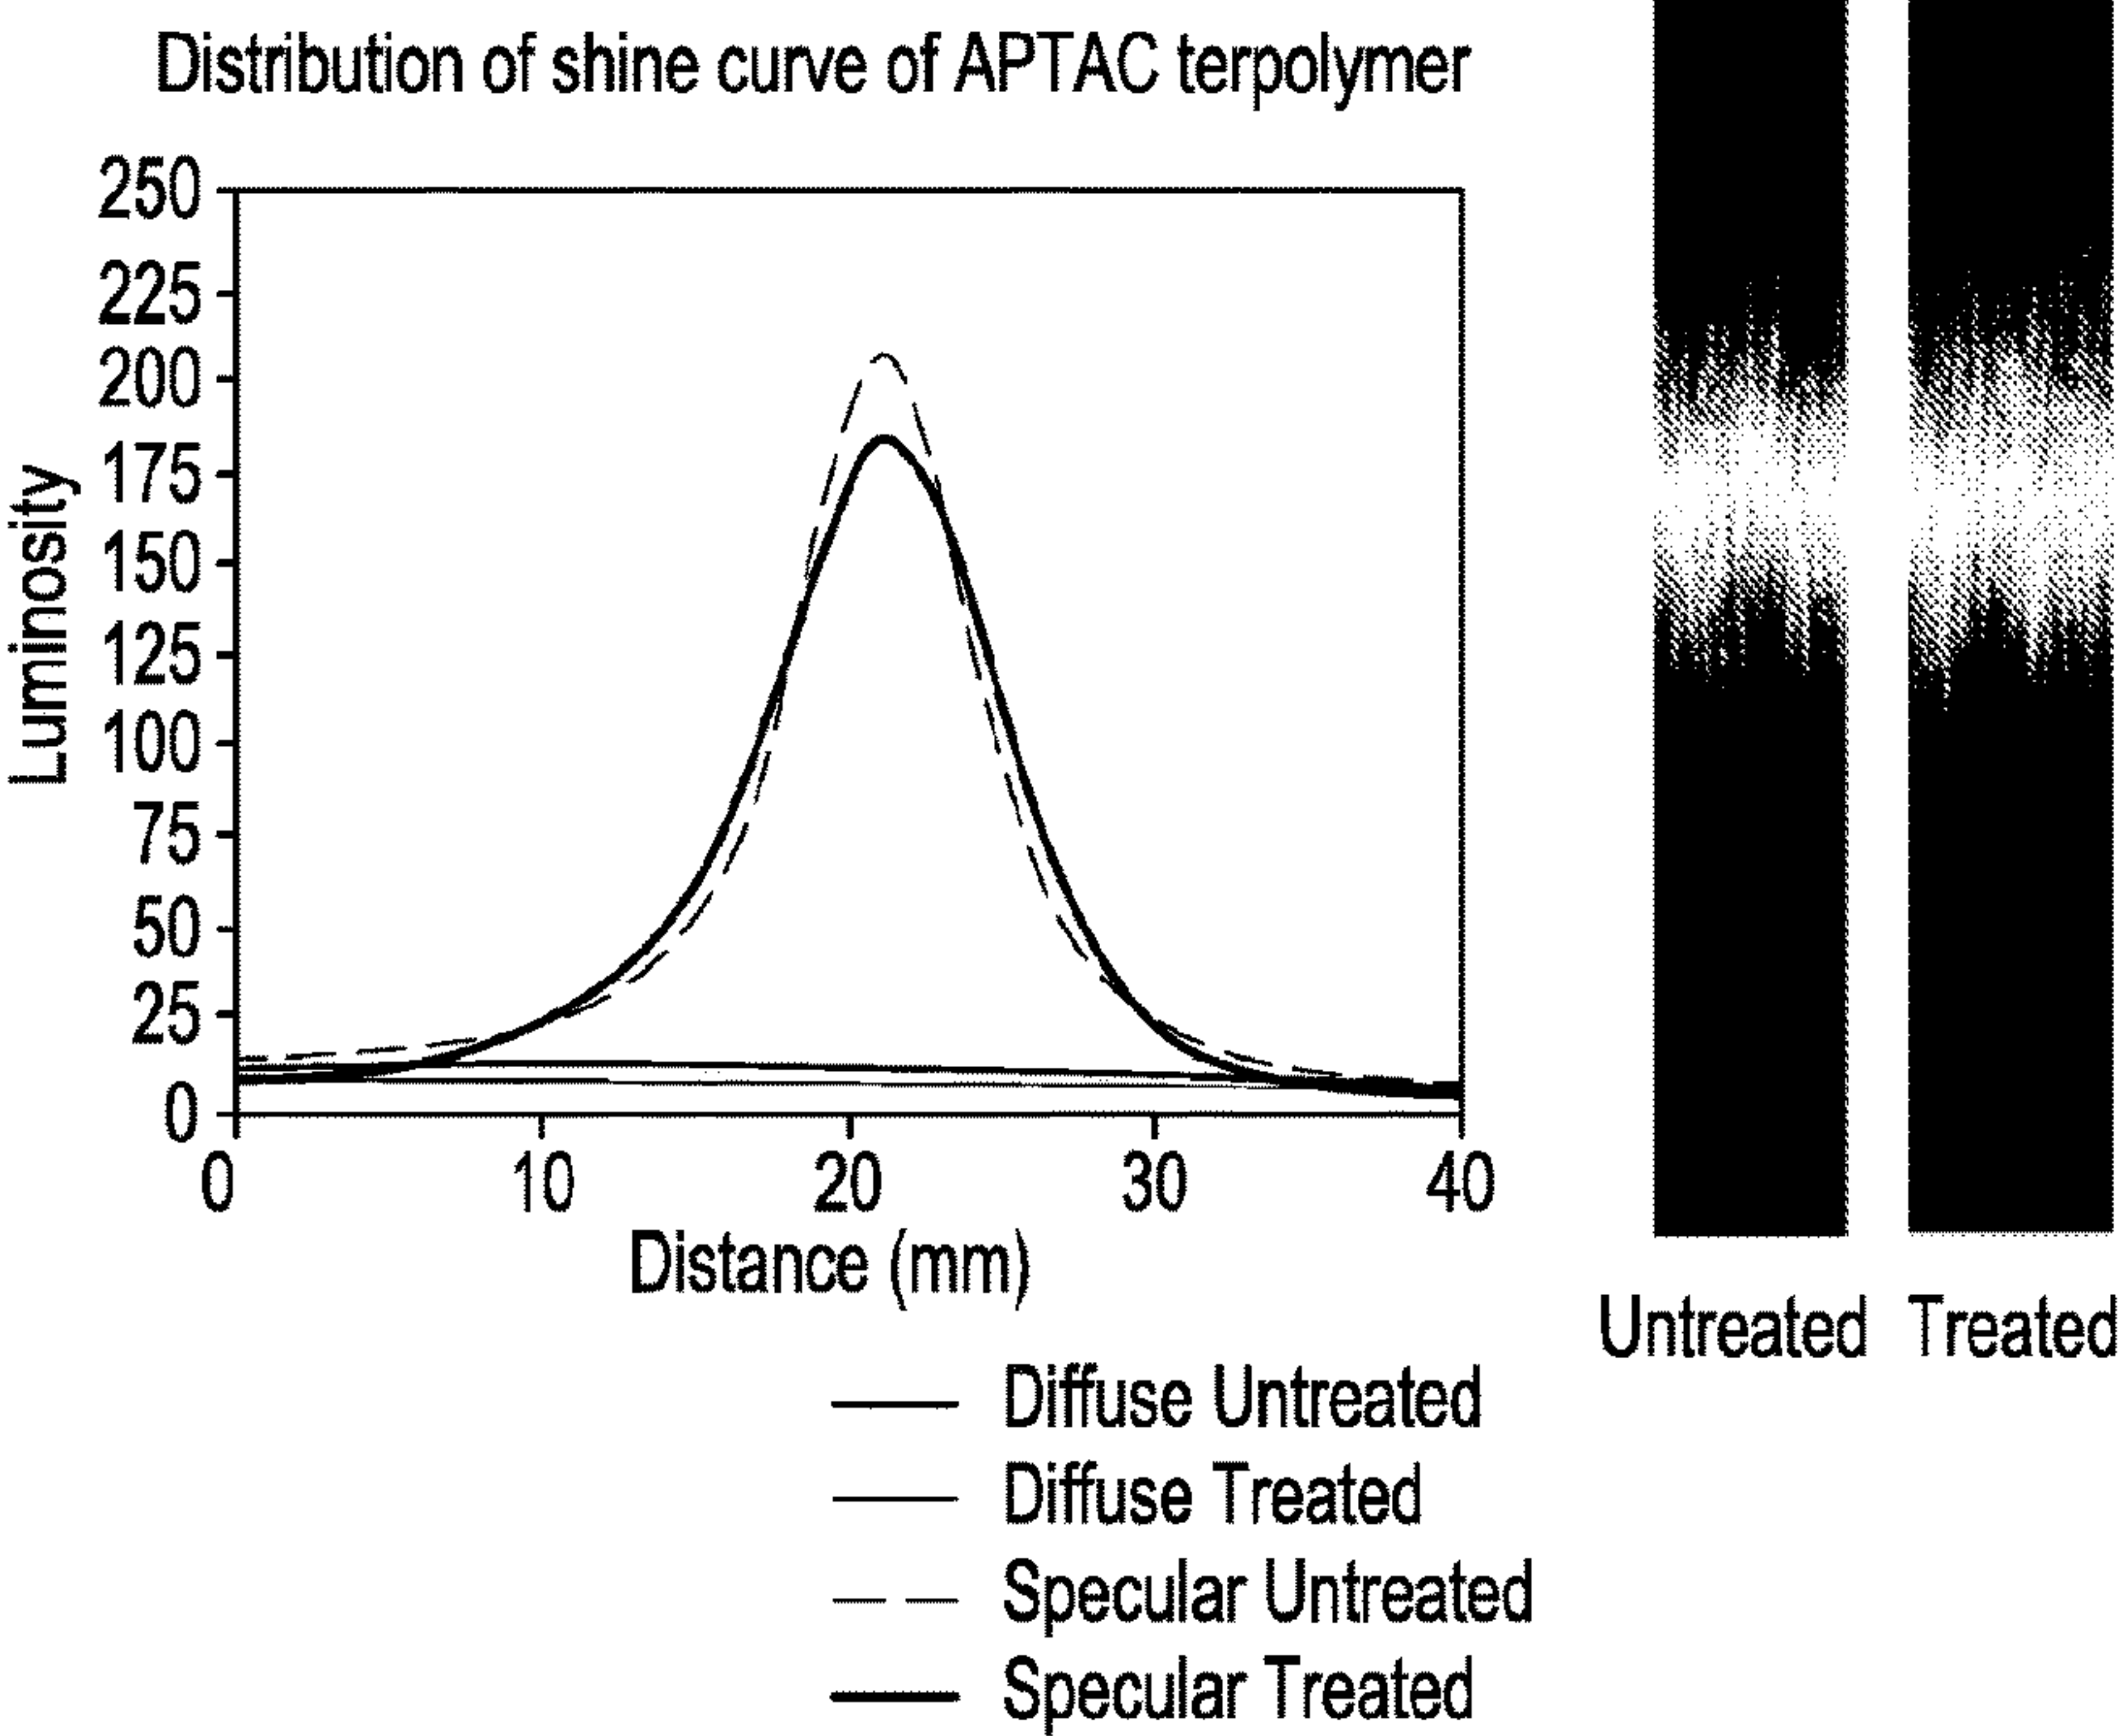 Distribution of shine curve of APTAC terpolymer
Luminosity
250
225
200
175
150
125
100
75
50
25
0
0 10 20 30 40
Distance (mm)
Untreated Treated
Diffuse Untreated
Diffuse Treated
Specular Untreated
Specular Treated